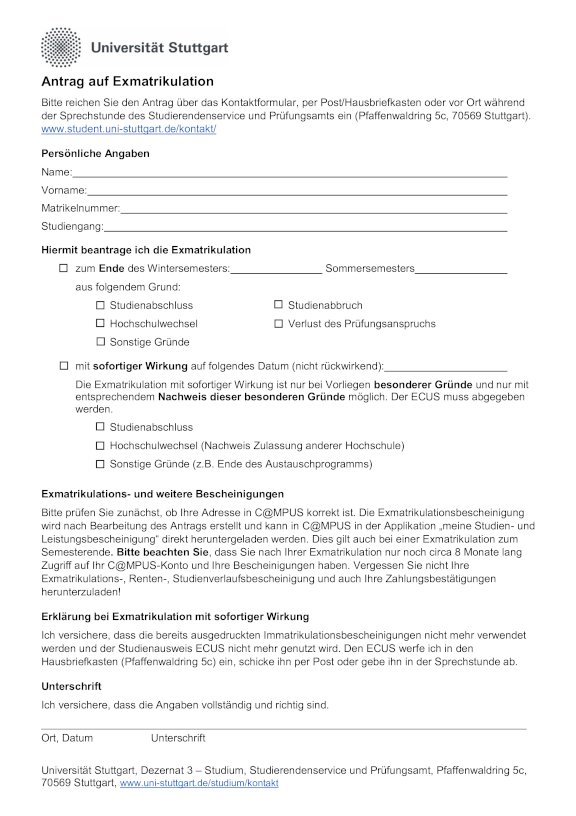 Universität Stuttgart
Antrag auf Exmatrikulation
Bitte reichen Sie den Antrag über das Kontaktformular, per Post/Hausbriefkasten oder vor Ort während
der Sprechstunde des Studierendenservice und Prüfungsamts ein (Pfaffenwaldring 5c, 70569 Stuttgart).
www.student.uni-stuttgart.de/kontakt/
Persönliche Angaben
Name:
Vorname:
Matrikelnummer:
Studiengang:
Hiermit beantrage ich die Exmatrikulation
☐ zum Ende des Wintersemesters: Sommersemesters
aus folgendem Grund:
☐ Studienabschluss ☐ Studienabbruch
☐ Hochschulwechsel ☐ Verlust des Prüfungsanspruchs
☐ Sonstige Gründe
☐ mit sofortiger Wirkung auf folgendes Datum (nicht rückwirkend):
Die Exmatrikulation mit sofortiger Wirkung ist nur bei Vorliegen besonderer Gründe und nur mit
entsprechendem Nachweis dieser besonderen Gründe möglich. Der ECUS muss abgegeben
werden.
☐ Studienabschluss
☐ Hochschulwechsel (Nachweis Zulassung anderer Hochschule)
☐ Sonstige Gründe (z.B. Ende des Austauschprogramms)
Exmatrikulations- und weitere Bescheinigungen
Bitte prüfen Sie zunächst, ob Ihre Adresse in C@MPUS korrekt ist. Die Exmatrikulationsbescheinigung
wird nach Bearbeitung des Antrags erstellt und kann in C@MPUS in der Applikation „meine Studien- und
Leistungsbescheinigung“ direkt heruntergeladen werden. Dies gilt auch bei einer Exmatrikulation zum
Semesterende. Bitte beachten Sie, dass Sie nach Ihrer Exmatrikulation nur noch circa 8 Monate lang
Zugriff auf Ihr C@MPUS-Konto und Ihre Bescheinigungen haben. Vergessen Sie nicht Ihre
Exmatrikulations-, Renten-, Studienverlaufsbescheinigung und auch Ihre Zahlungsbestätigungen
herunterzuladen!
Erklärung bei Exmatrikulation mit sofortiger Wirkung
Ich versichere, dass die bereits ausgedruckten Immatrikulationsbescheinigungen nicht mehr verwendet
werden und der Studienausweis ECUS nicht mehr genutzt wird. Den ECUS werfe ich in den
Hausbriefkasten (Pfaffenwaldring 5c) ein, schicke ihn per Post oder gebe ihn in der Sprechstunde ab.
Unterschrift
Ich versichere, dass die Angaben vollständig und richtig sind.
Ort, Datum Unterschrift
Universität Stuttgart, Dezernat 3 – Studium, Studierendenservice und Prüfungsamt, Pfaffenwaldring 5c,
70569 Stuttgart, www.uni-stuttgart.de/studium/kontakt